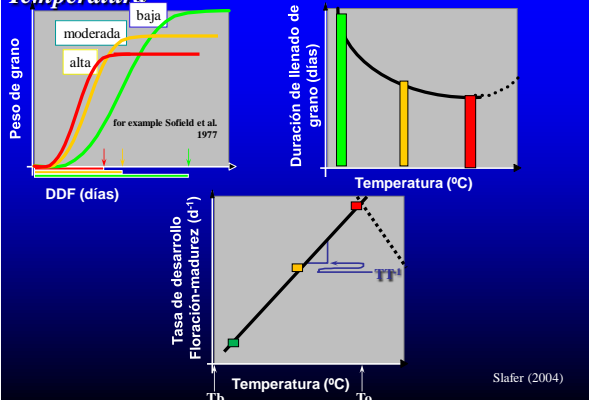 Temperatura
baja
moderada
alta
Peso de grano
for example Sofield et al.
1977
DDF (días)
Duración de llenado de
grano (días)
Temperatura (ºC)
Tasa de desarrollo
Floración-madurez (d-1)
TT-1
Temperatura (ºC)
Tb
To
Slafer (2004)